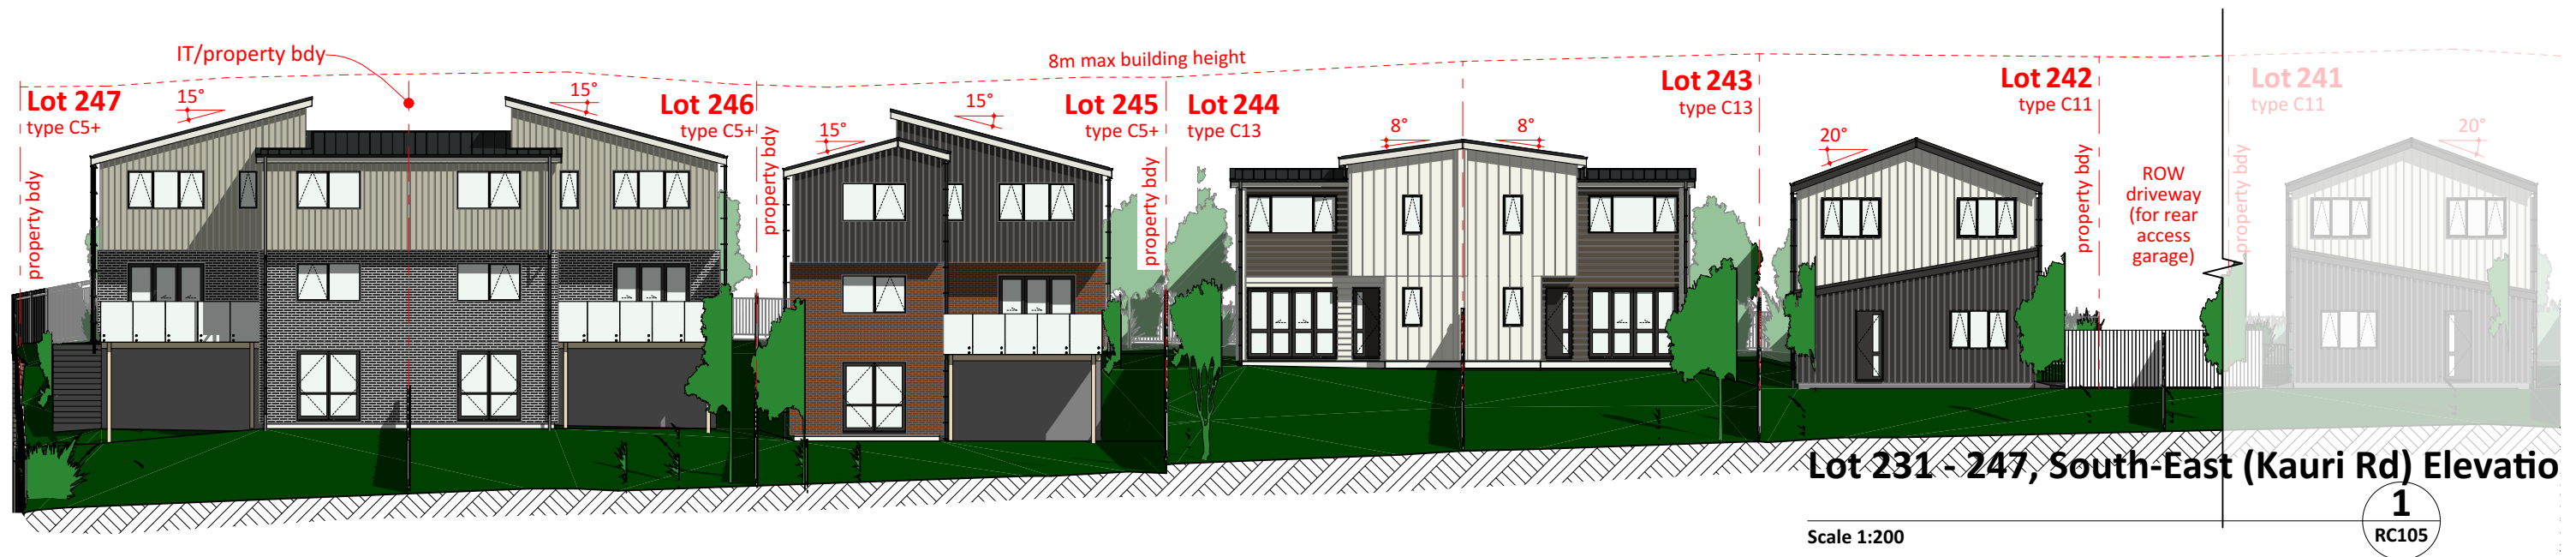 IT/property bdy
8m max building height
Lot 247
type C5+
15°
15°
Lot 246
type C5+
property bdy
property bdy
15°
15°
Lot 245
type C5+
property bdy
Lot 244
type C13
8°
8°
Lot 243
type C13
20°
Lot 242
type C11
property bdy
ROW
driveway
(for rear
access
garage)
Lot 241
type C11
property bdy
20°
Lot 231 - 247, South-East (Kauri Rd) Elevatio
1
RC105
Scale 1:200